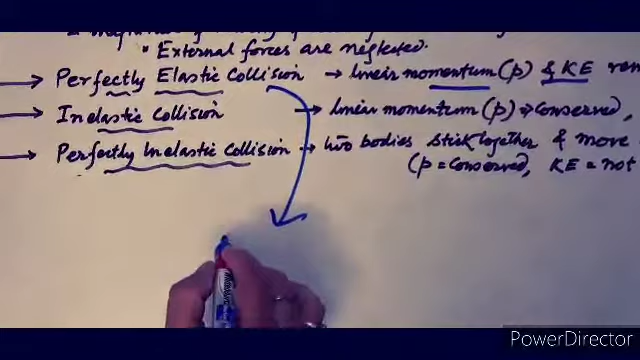 • External forces are neglected.
→ Perfectly Elastic Collision → linear momentum (p) & KE rem
→ Inelastic Collision → linear momentum (p) → Conserved,
→ Perfectly Inelastic Collision → two bodies stick together & move
(p = Conserved, KE = not
PowerDirector